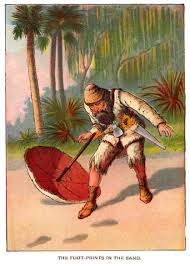 THE FOOT-PRINTS IN THE SAND.